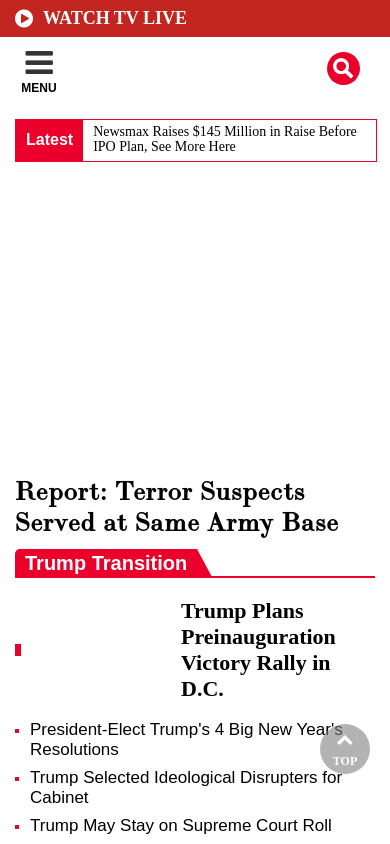 WATCH TV LIVE
MENU
Latest
Newsmax Raises $145 Million in Raise Before
IPO Plan, See More Here
Report: Terror Suspects
Served at Same Army Base
Trump Transition
Trump Plans
Preinauguration
Victory Rally in
D.C.
President-Elect Trump's 4 Big New Year's
Resolutions
Trump Selected Ideological Disrupters for
Cabinet
TOP
Trump May Stay on Supreme Court Roll